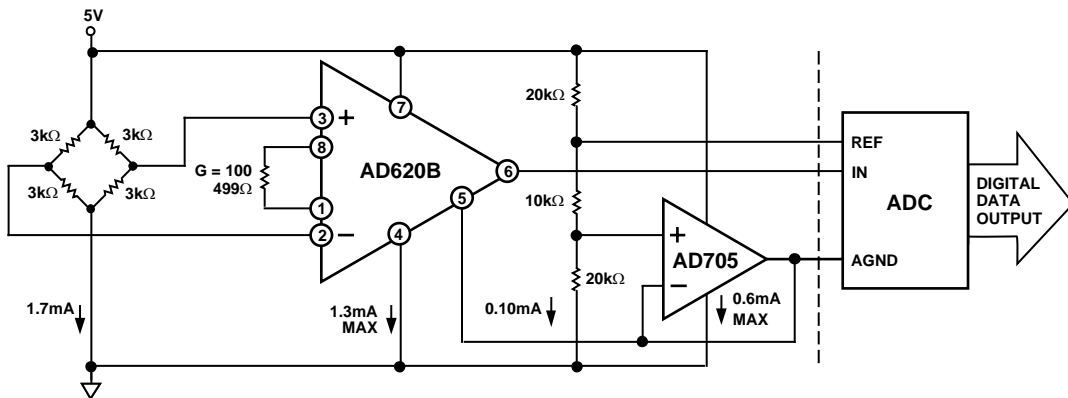 5V
3kΩ
3kΩ
3kΩ
3kΩ
1.7mA
G = 100
499Ω
3
8
1
2
+
−
AD620B
7
6
5
4
1.3mA
MAX
20kΩ
10kΩ
20kΩ
0.10mA
+
−
AD705
0.6mA
MAX
REF
IN
ADC
AGND
DIGITAL
DATA
OUTPUT